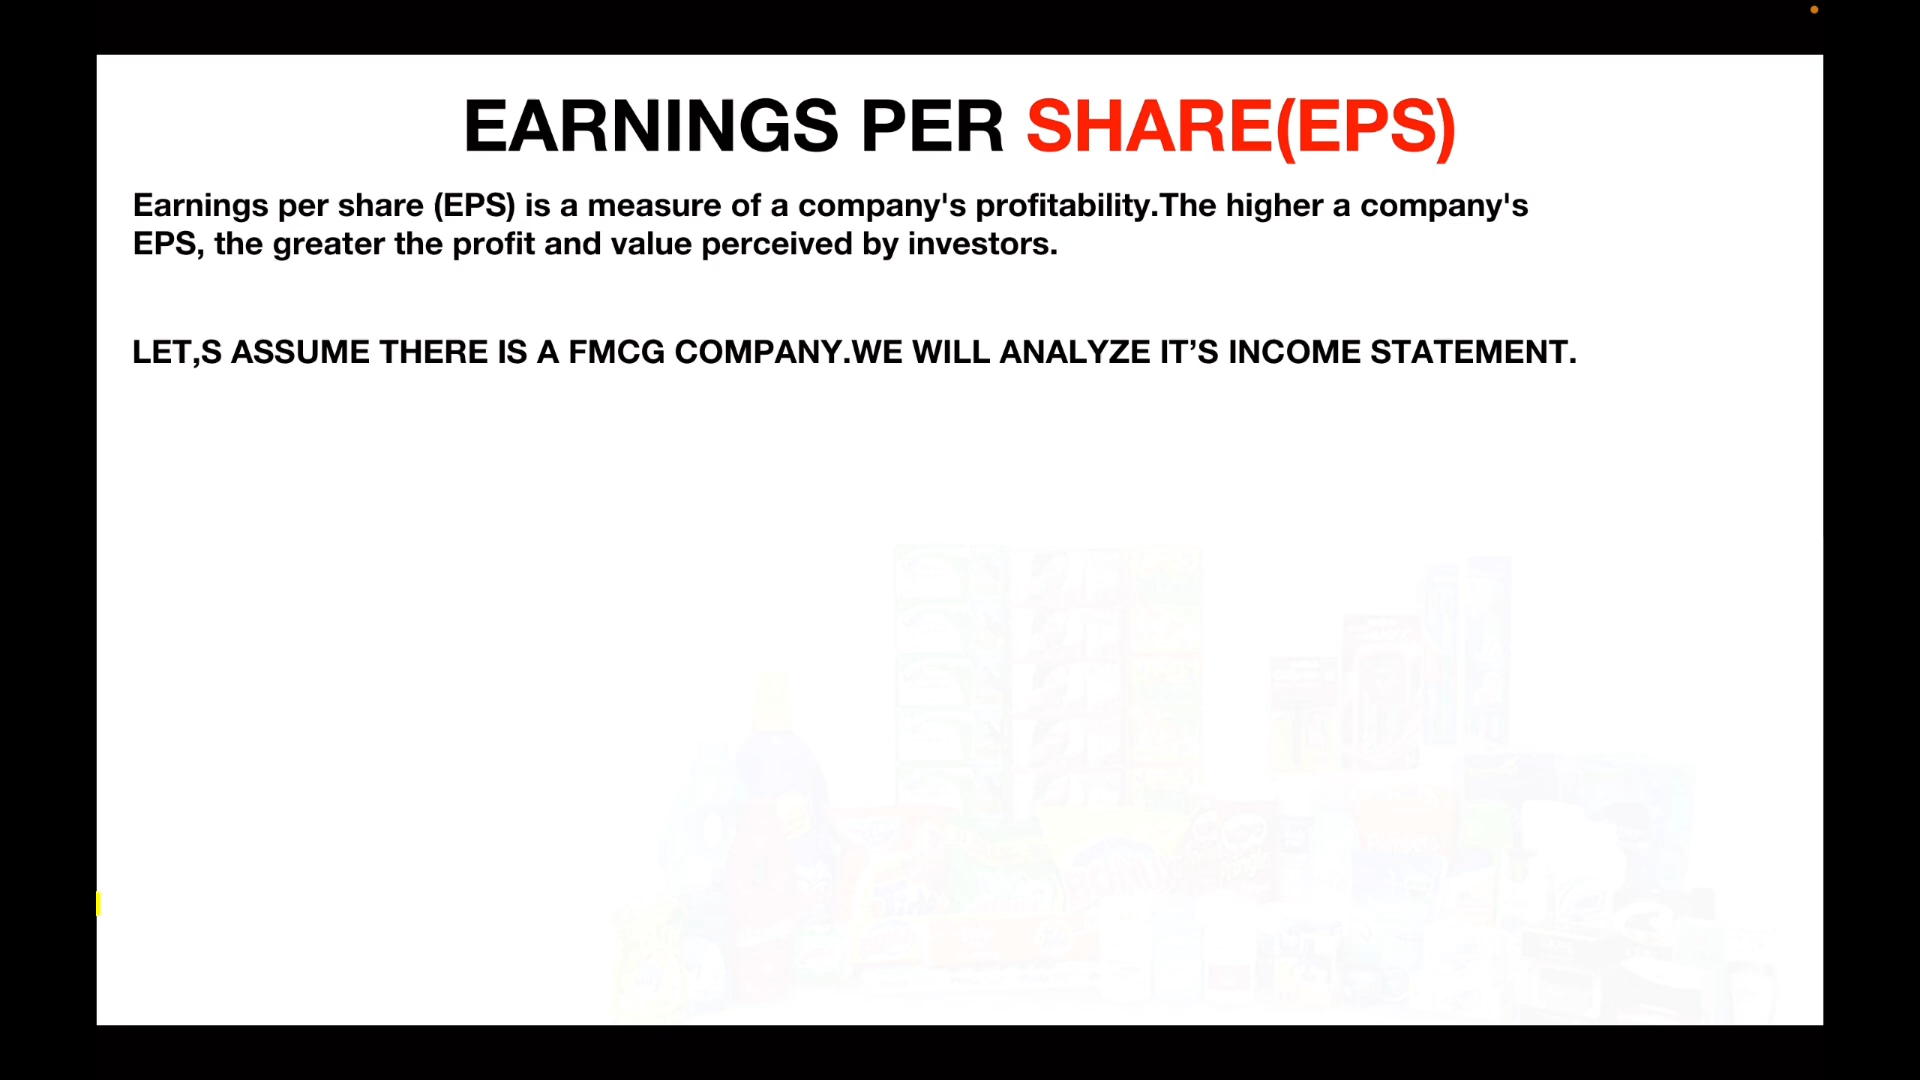 EARNINGS PER SHARE(EPS)
Earnings per share (EPS) is a measure of a company's profitability.The higher a company's
EPS, the greater the profit and value perceived by investors.
LET,S ASSUME THERE IS A FMCG COMPANY.WE WILL ANALYZE IT’S INCOME STATEMENT.